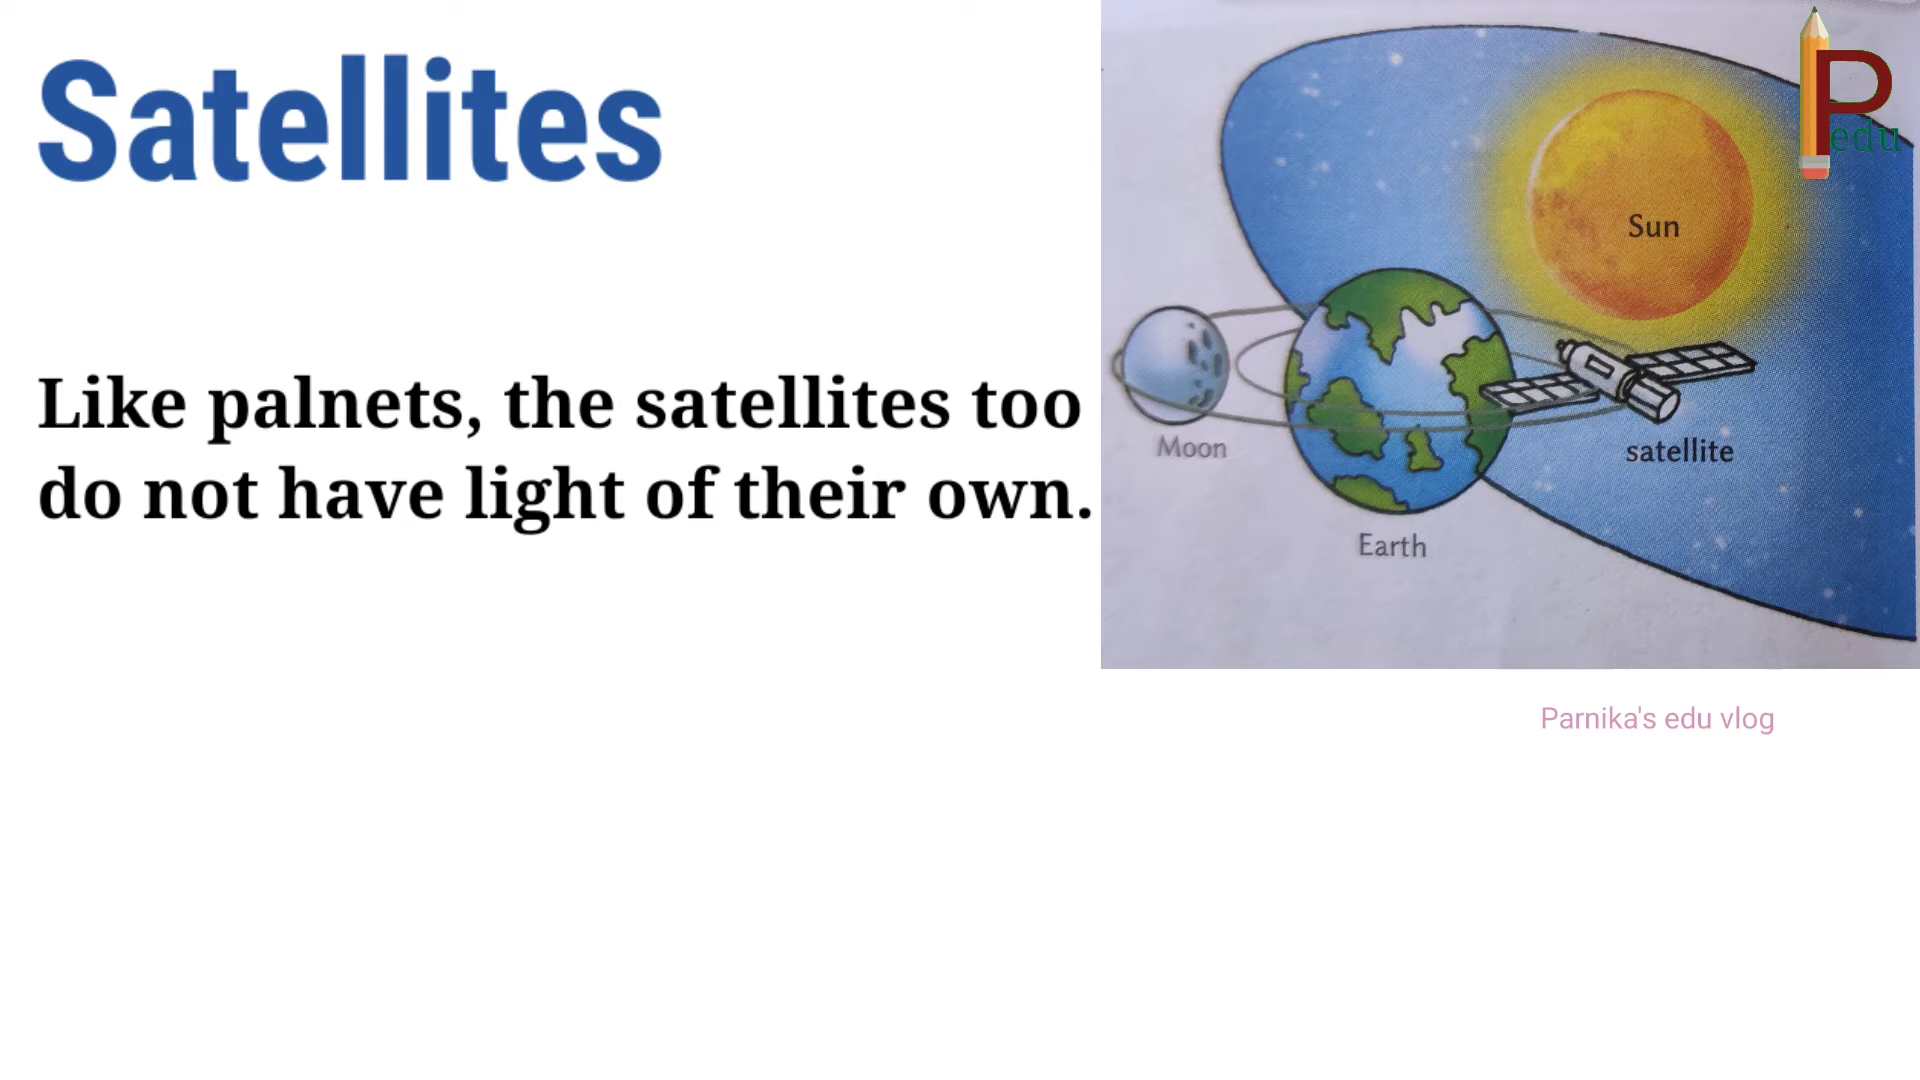 Satellites
Like palnets, the satellites too
do not have light of their own.
P
edu
Sun
Moon
satellite
Earth
Parnika's edu vlog